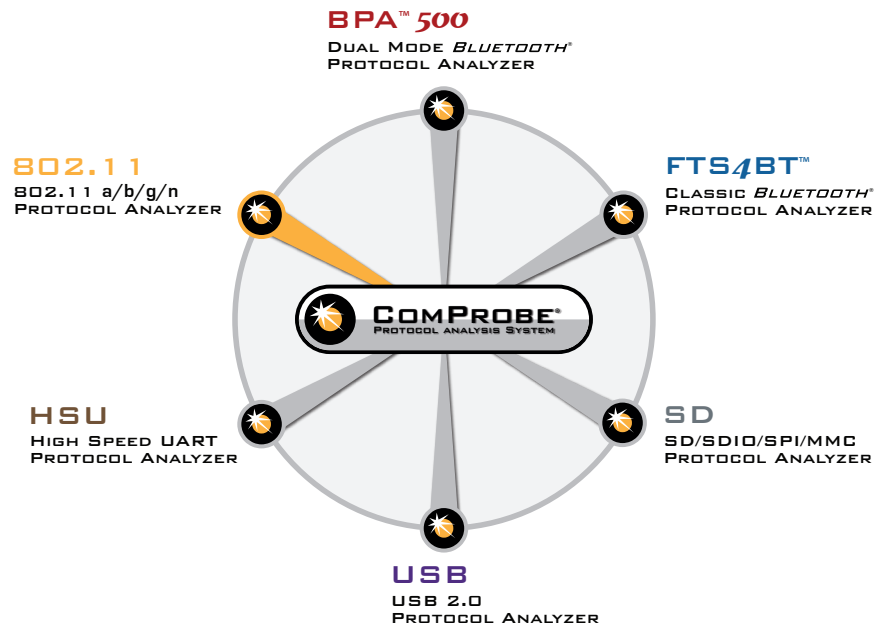 BPA™ 500
Dual Mode Bluetooth®
Protocol Analyzer
802.11
802.11 a/b/g/n
Protocol Analyzer
FTS4BT™
Classic Bluetooth®
Protocol Analyzer
ComProbe®
Protocol Analysis System
HSU
High Speed UART
Protocol Analyzer
SD
SD/SDIO/SPI/MMC
Protocol Analyzer
USB
USB 2.0
Protocol Analyzer